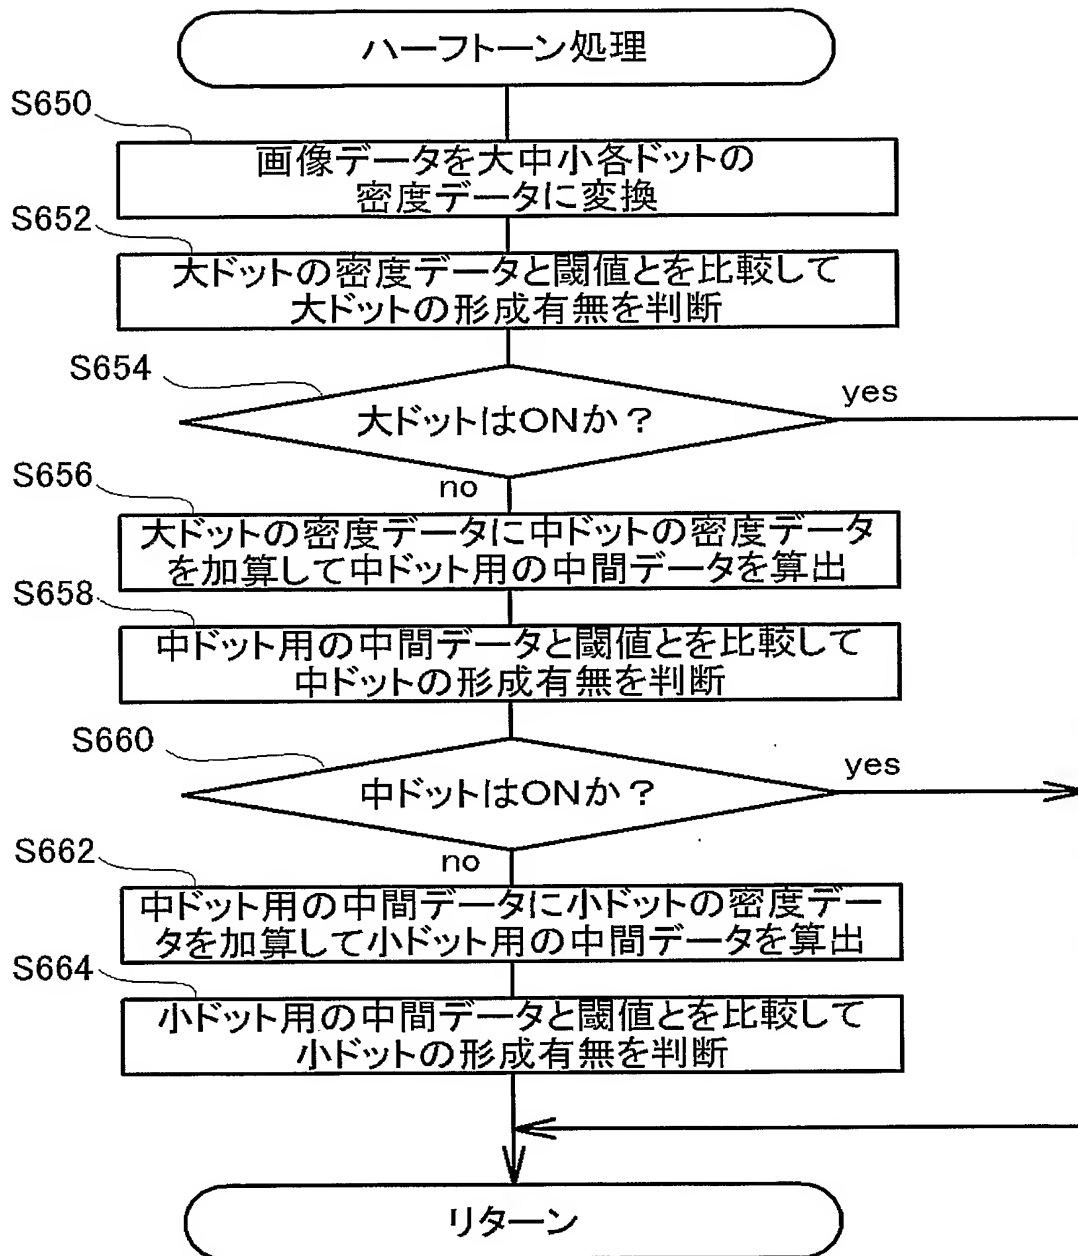 ハーフトーン処理
S650
画像データを大中小各ドットの
密度データに変換
S652
大ドットの密度データと閾値とを比較して
大ドットの形成有無を判断
S654
大ドットはONか？
yes
no
S656
大ドットの密度データに中ドットの密度データ
を加算して中ドット用の中間データを算出
S658
中ドット用の中間データと閾値とを比較して
中ドットの形成有無を判断
S660
中ドットはONか？
yes
no
S662
中ドット用の中間データに小ドットの密度デー
タを加算して小ドット用の中間データを算出
S664
小ドット用の中間データと閾値とを比較して
小ドットの形成有無を判断
リターン